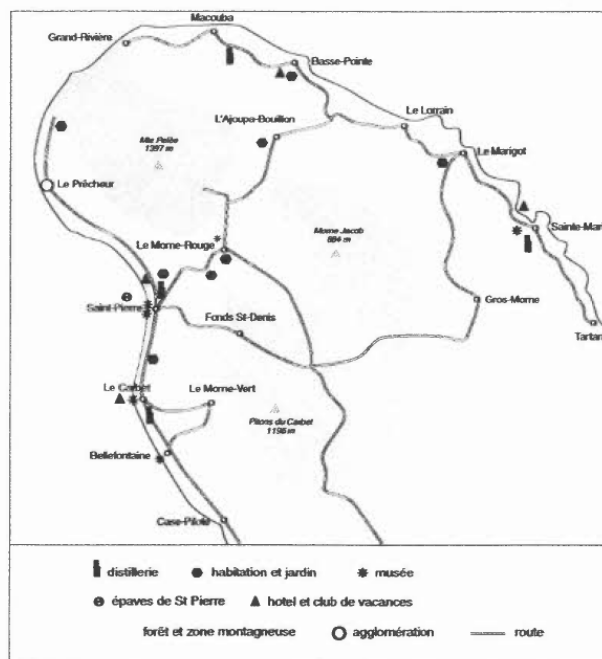 Macouba
Grand-Rivière
Basse-Pointe
L'Ajoupa-Bouillon
Le Lorrain
Mte Pelée
1397 m
Le Marigot
Le Prêcheur
Le Morne-Rouge
Morne Jacob
884 m
Sainte-Mari
Saint-Pierre
Fonds St-Denis
Gros-Morne
Tartan
Le Carbet
Le Morne-Vert
Pitons du Carbet
1196 m
Bellefontaine
Case-Pilote
distillerie habitation et jardin musée
épaves de St Pierre hotel et club de vacances
forêt et zone montagneuse agglomération route